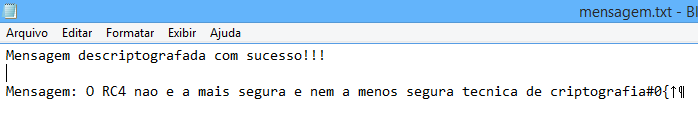 mensagem.txt - Bl
Arquivo Editar Formatar Exibir Ajuda
Mensagem descriptografada com sucesso!!!
Mensagem: O RC4 nao e a mais segura e nem a menos segura tecnica de criptografia#0{↑¶